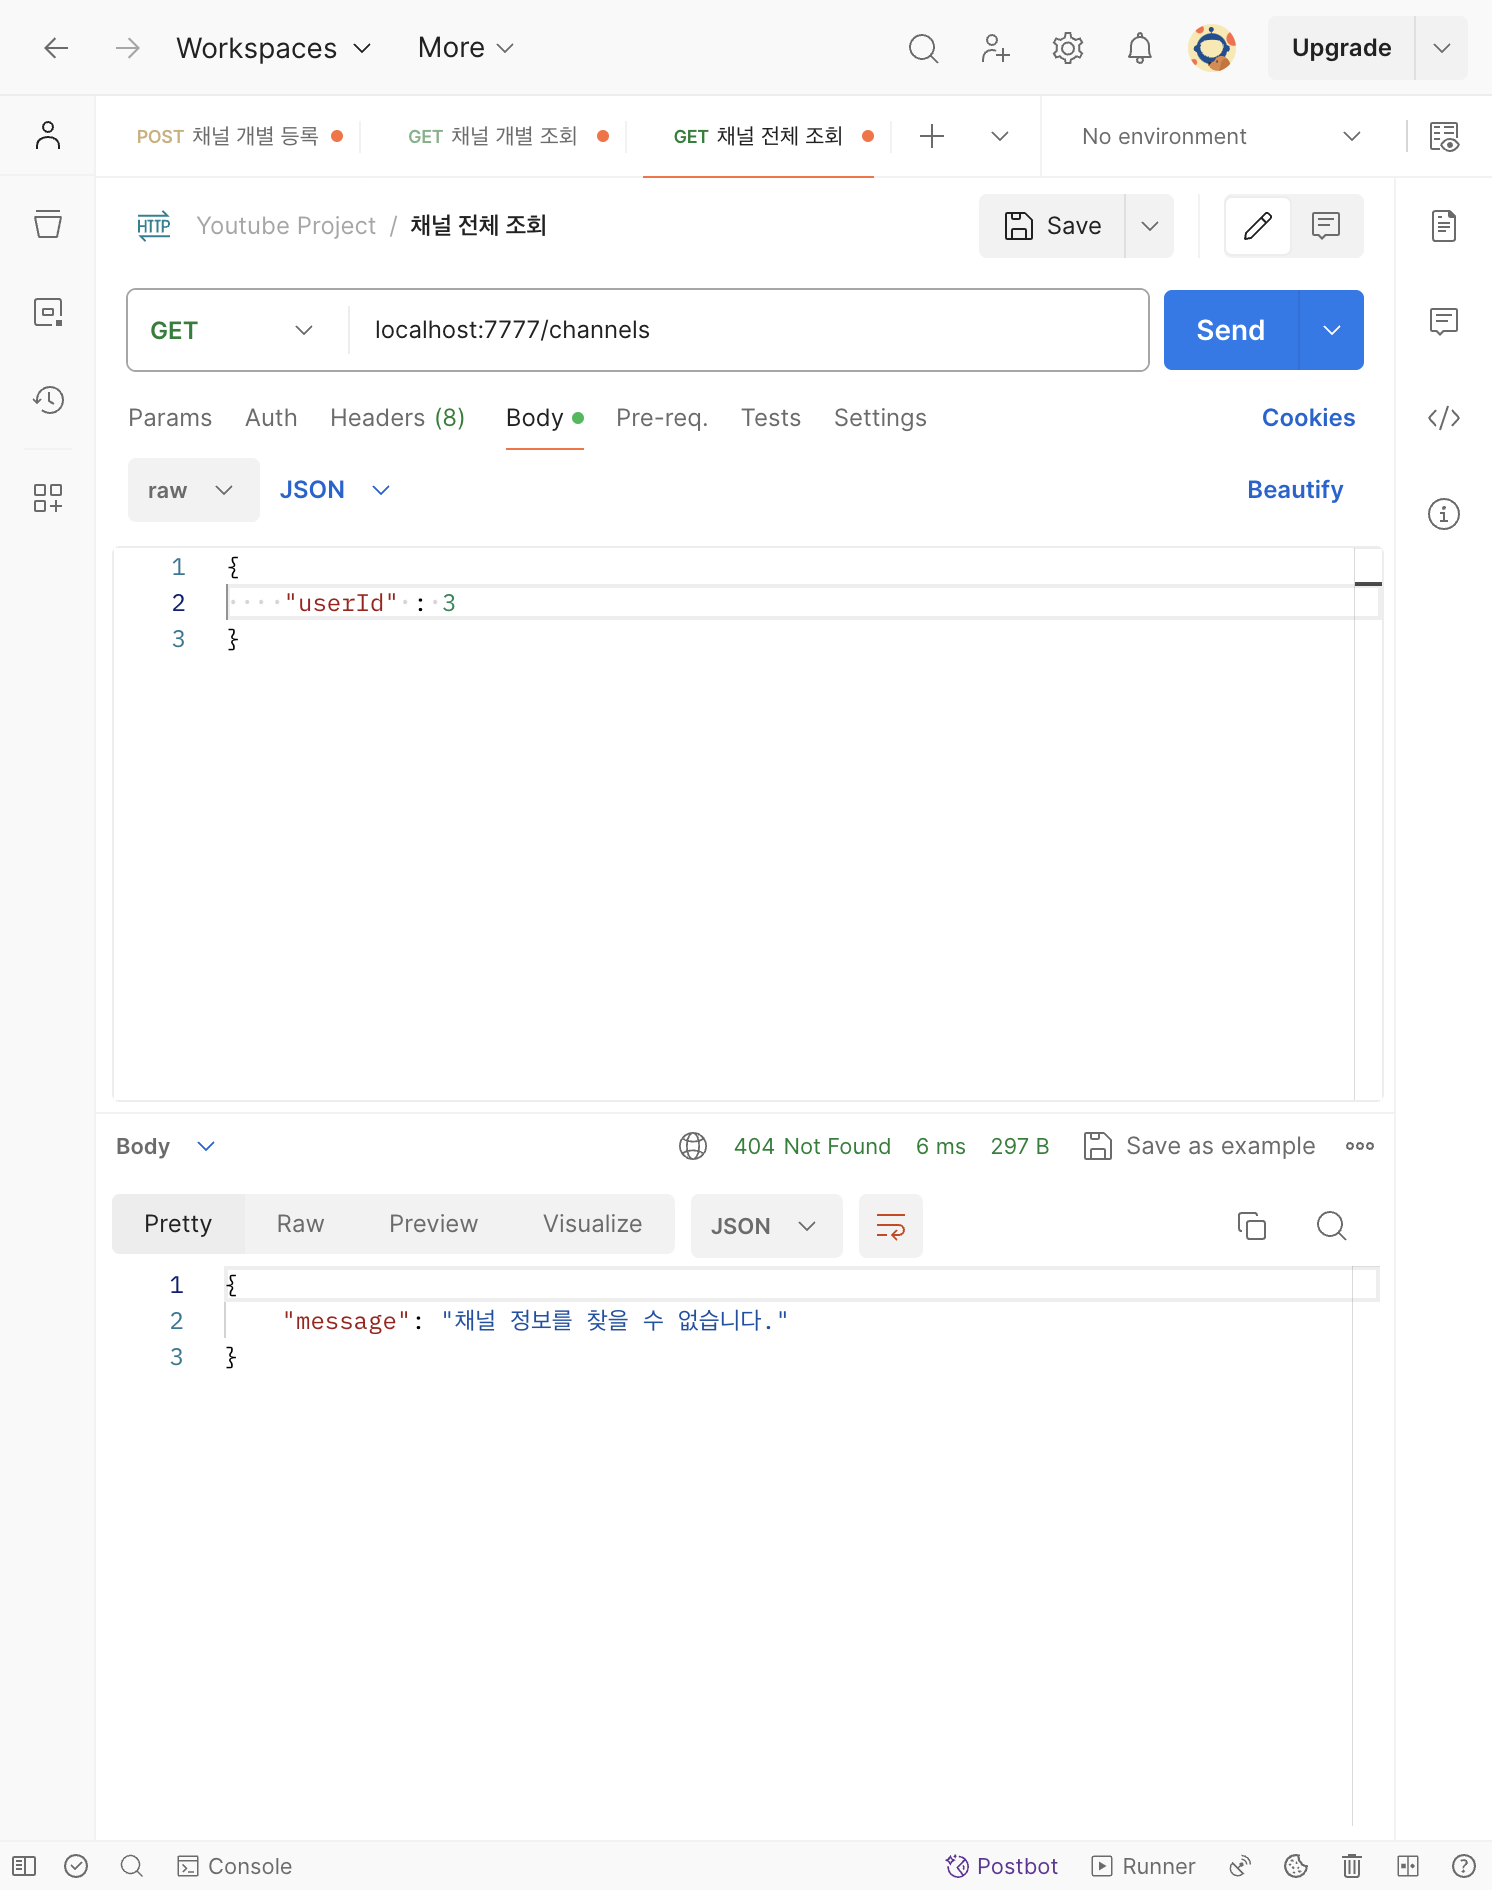 Workspaces More Upgrade
POST 채널 개별 등록 GET 채널 개별 조회 GET 채널 전체 조회 No environment
HTTP Youtube Project / 채널 전체 조회 Save
GET localhost:7777/channels Send
Params Auth Headers (8) Body Pre-req. Tests Settings Cookies
raw JSON Beautify
1 {
2 "userId" : 3
3 }
Body 404 Not Found 6 ms 297 B Save as example
Pretty Raw Preview Visualize JSON
1 {
2 "message": "채널 정보를 찾을 수 없습니다."
3 }
Console Postbot Runner